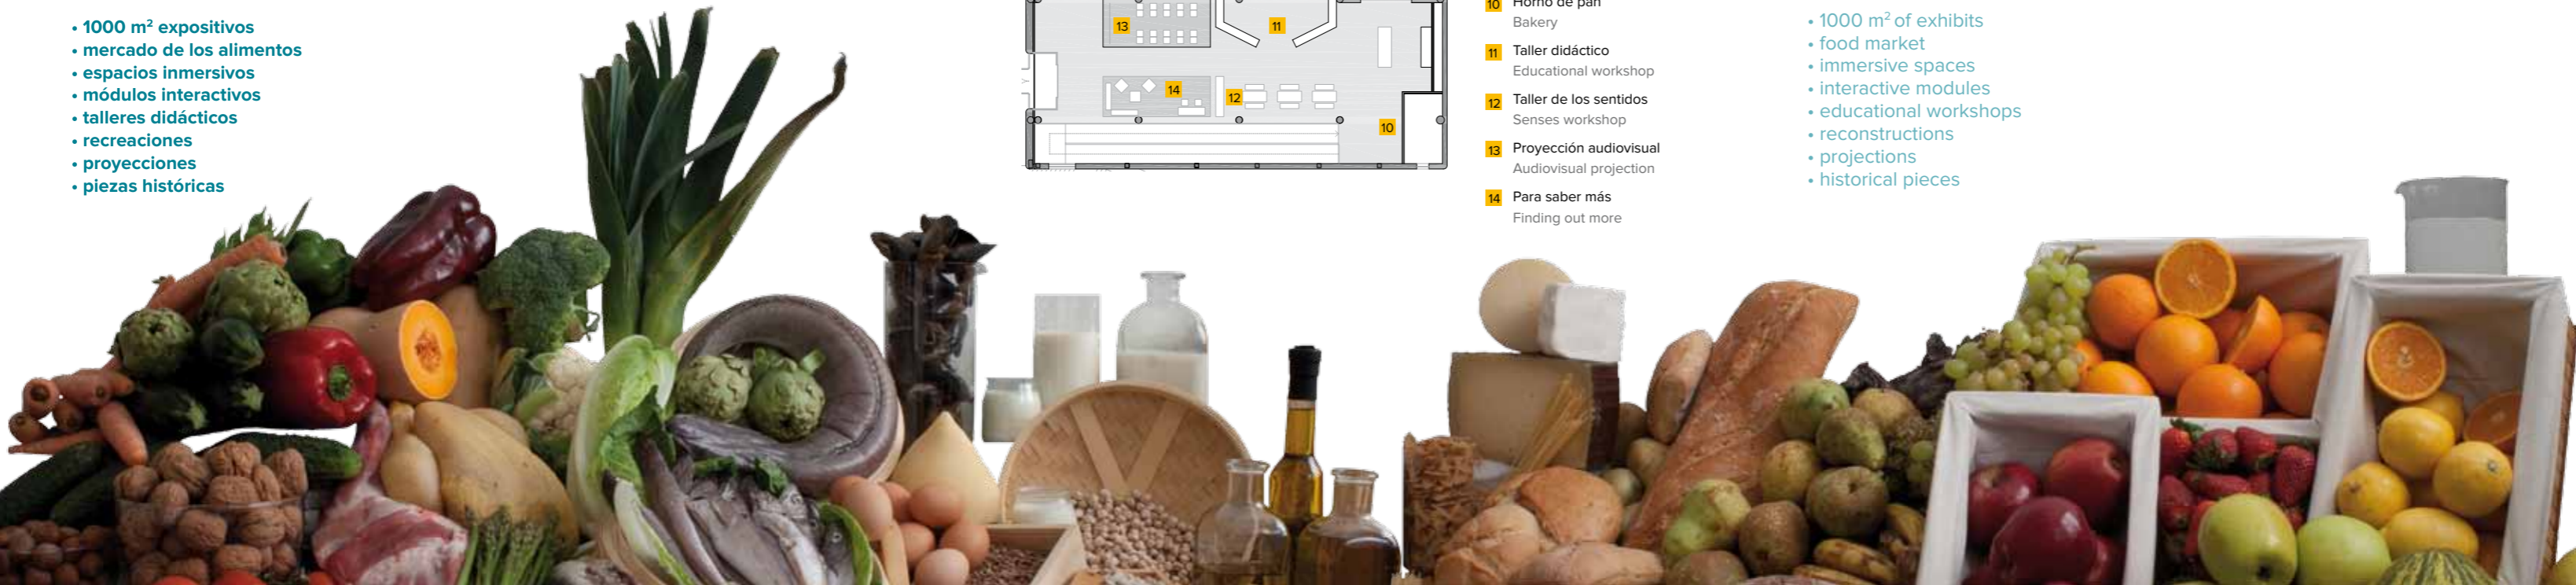 • 1000 m² expositivos
• mercado de los alimentos
• espacios inmersivos
• módulos interactivos
• talleres didácticos
• recreaciones
• proyecciones
• piezas históricas
13
11
14
12
10
10 Horno de pan
Bakery
11 Taller didáctico
Educational workshop
12 Taller de los sentidos
Senses workshop
13 Proyección audiovisual
Audiovisual projection
14 Para saber más
Finding out more
• 1000 m² of exhibits
• food market
• immersive spaces
• interactive modules
• educational workshops
• reconstructions
• projections
• historical pieces